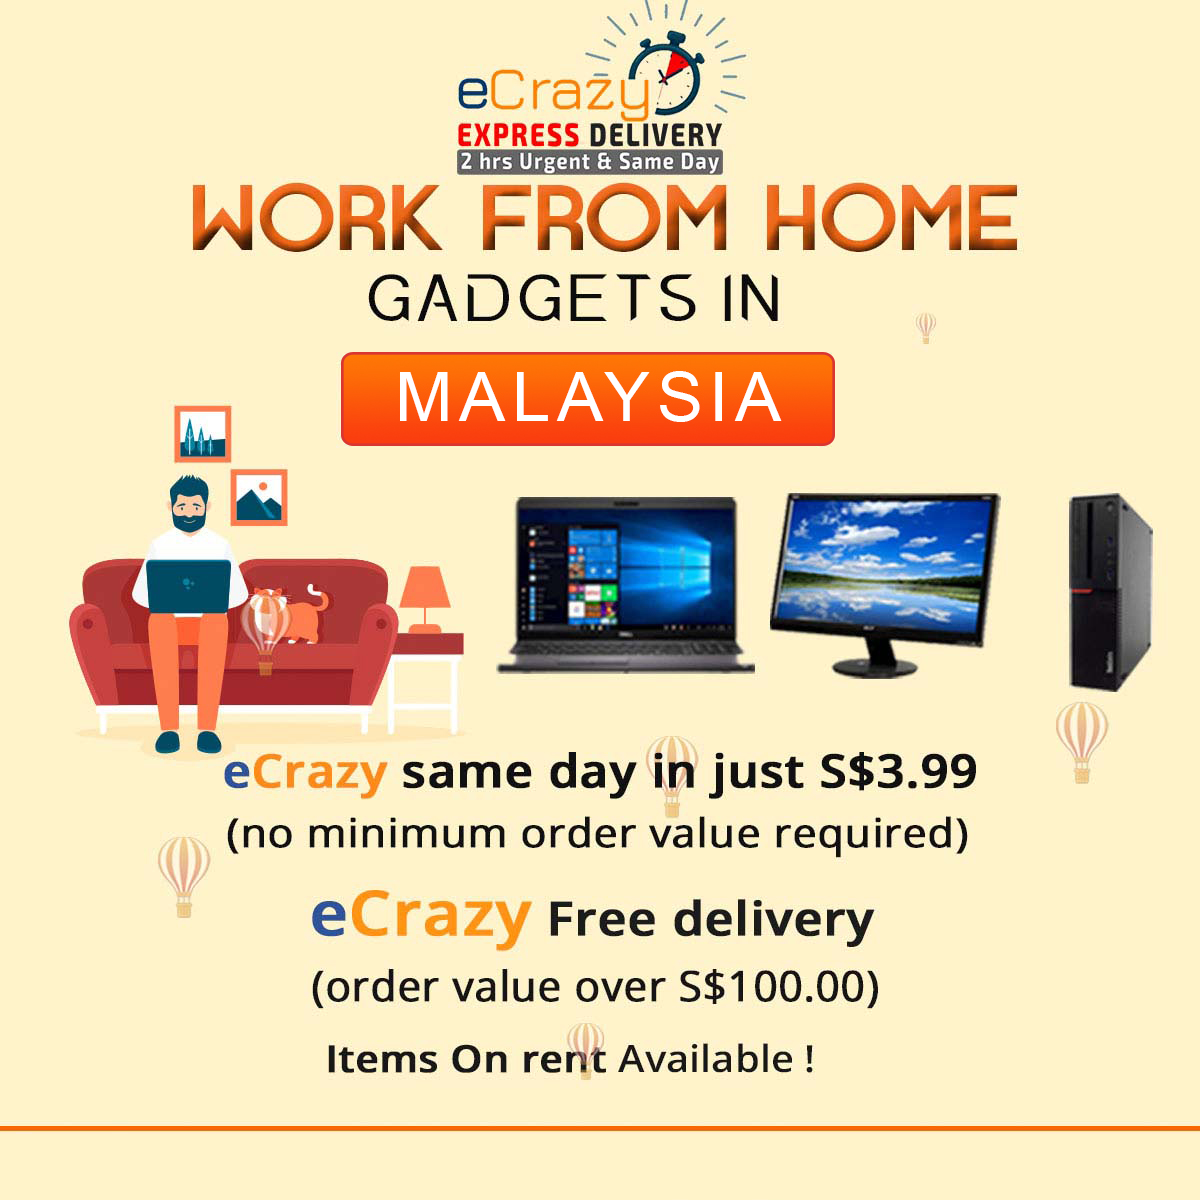 eCrazy
EXPRESS DELIVERY
2 hrs Urgent & Same Day
WORK FROM HOME
GADGETS IN
MALAYSIA
eCrazy same day in just S$3.99
(no minimum order value required)
eCrazy Free delivery
(order value over S$100.00)
Items On rent Available !